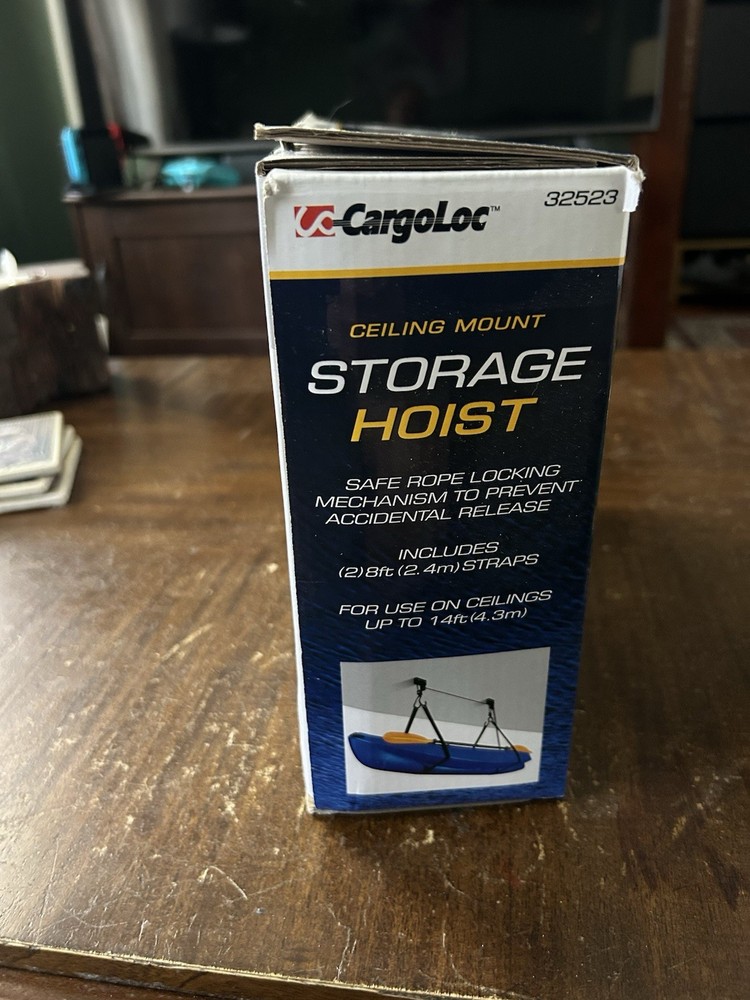 CargoLoc™
32523
CEILING MOUNT
STORAGE
HOIST
SAFE ROPE LOCKING
MECHANISM TO PREVENT
ACCIDENTAL RELEASE
INCLUDES
(2)8ft (2.4m) STRAPS
FOR USE ON CEILINGS
UP TO 14ft (4.3m)